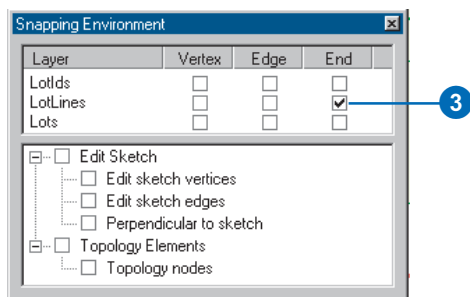 Snapping Environment
Layer Vertex Edge End
LotIds
LotLines 3
Lots
Edit Sketch
Edit sketch vertices
Edit sketch edges
Perpendicular to sketch
Topology Elements
Topology nodes